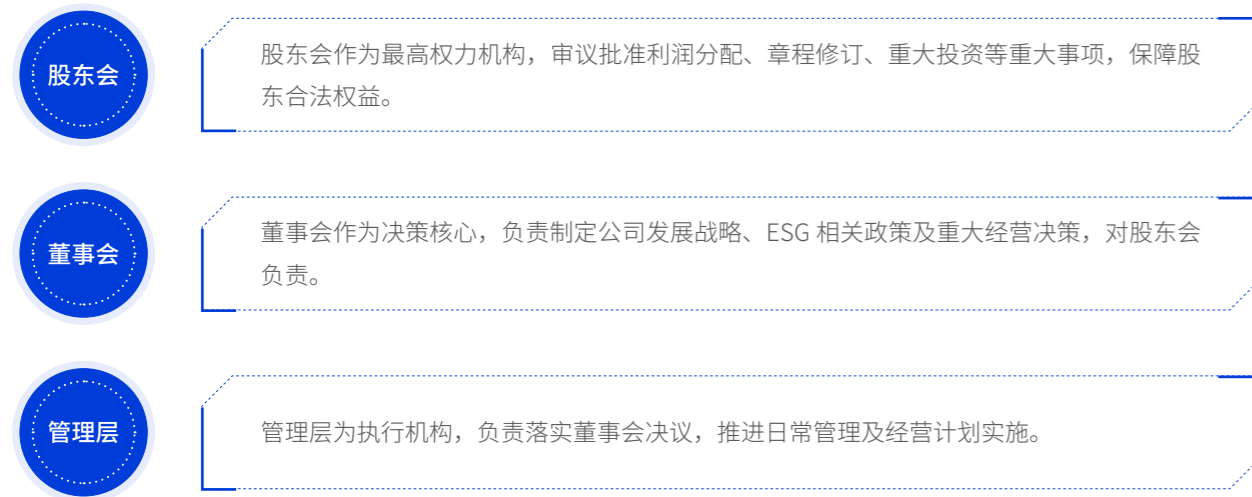 股东会
股东会作为最高权力机构，审议批准利润分配、章程修订、重大投资等重大事项，保障股
东合法权益。
董事会
董事会作为决策核心，负责制定公司发展战略、ESG 相关政策及重大经营决策，对股东会
负责。
管理层
管理层为执行机构，负责落实董事会决议，推进日常管理及经营计划实施。